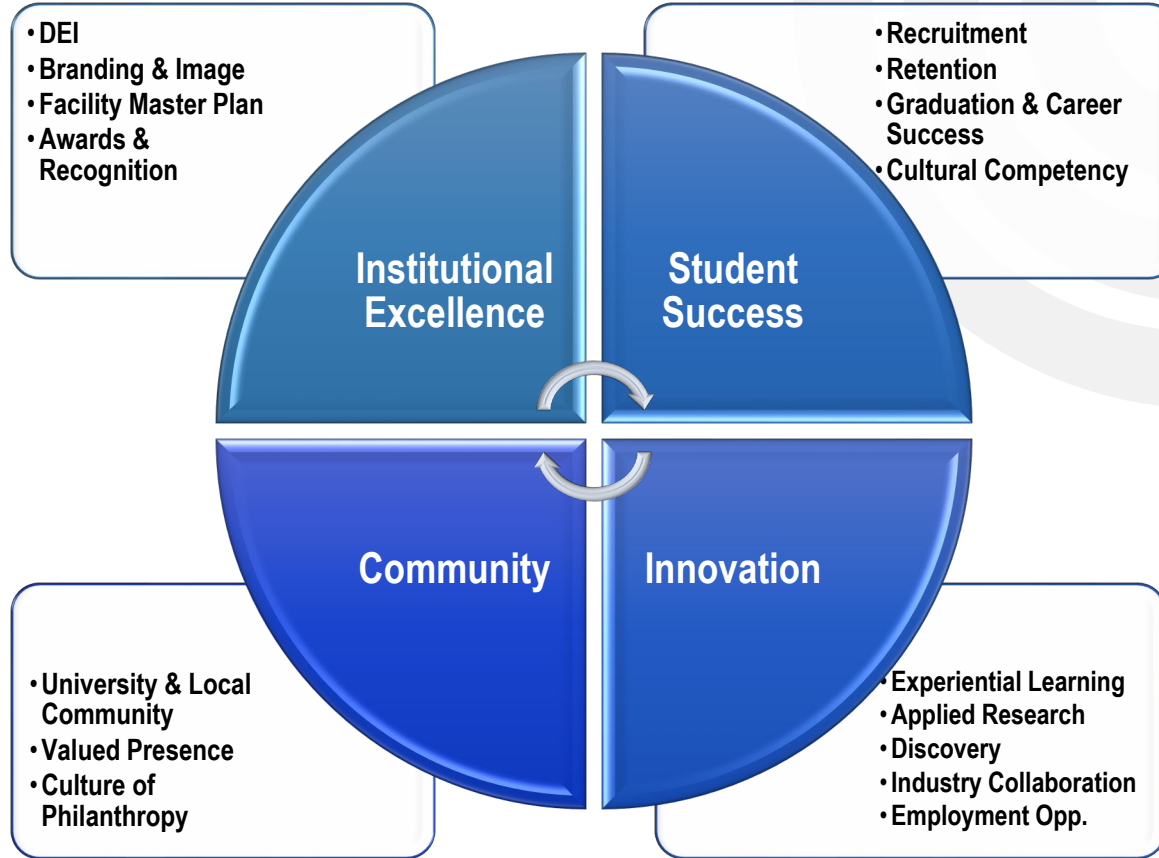 • DEI
• Branding & Image
• Facility Master Plan
• Awards &
Recognition
• Recruitment
• Retention
• Graduation & Career
Success
• Cultural Competency
Institutional
Excellence
Student
Success
Community
Innovation
• University & Local
Community
• Valued Presence
• Culture of
Philanthropy
• Experiential Learning
• Applied Research
• Discovery
• Industry Collaboration
• Employment Opp.